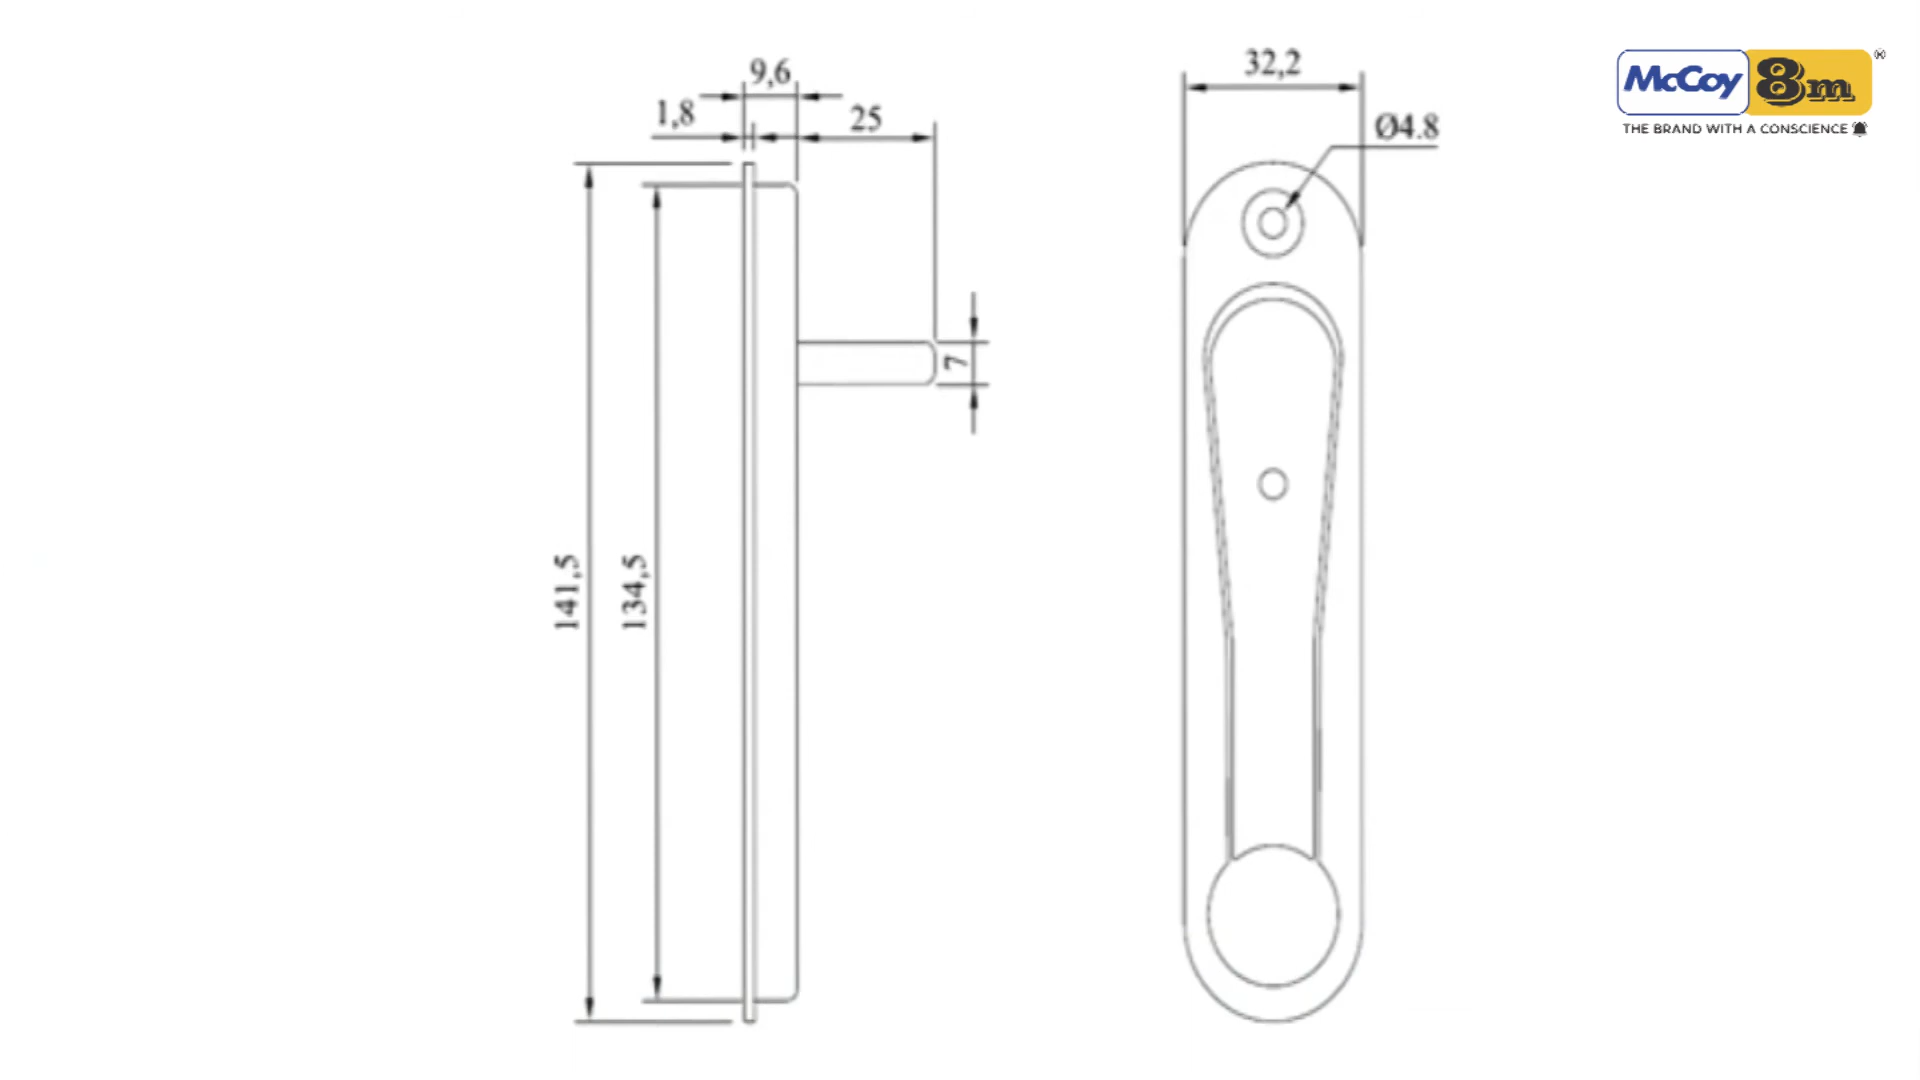 9,6
1,8
25
7
141,5
134,5
32,2
Ø4.8
McCoy 8m ®
THE BRAND WITH A CONSCIENCE